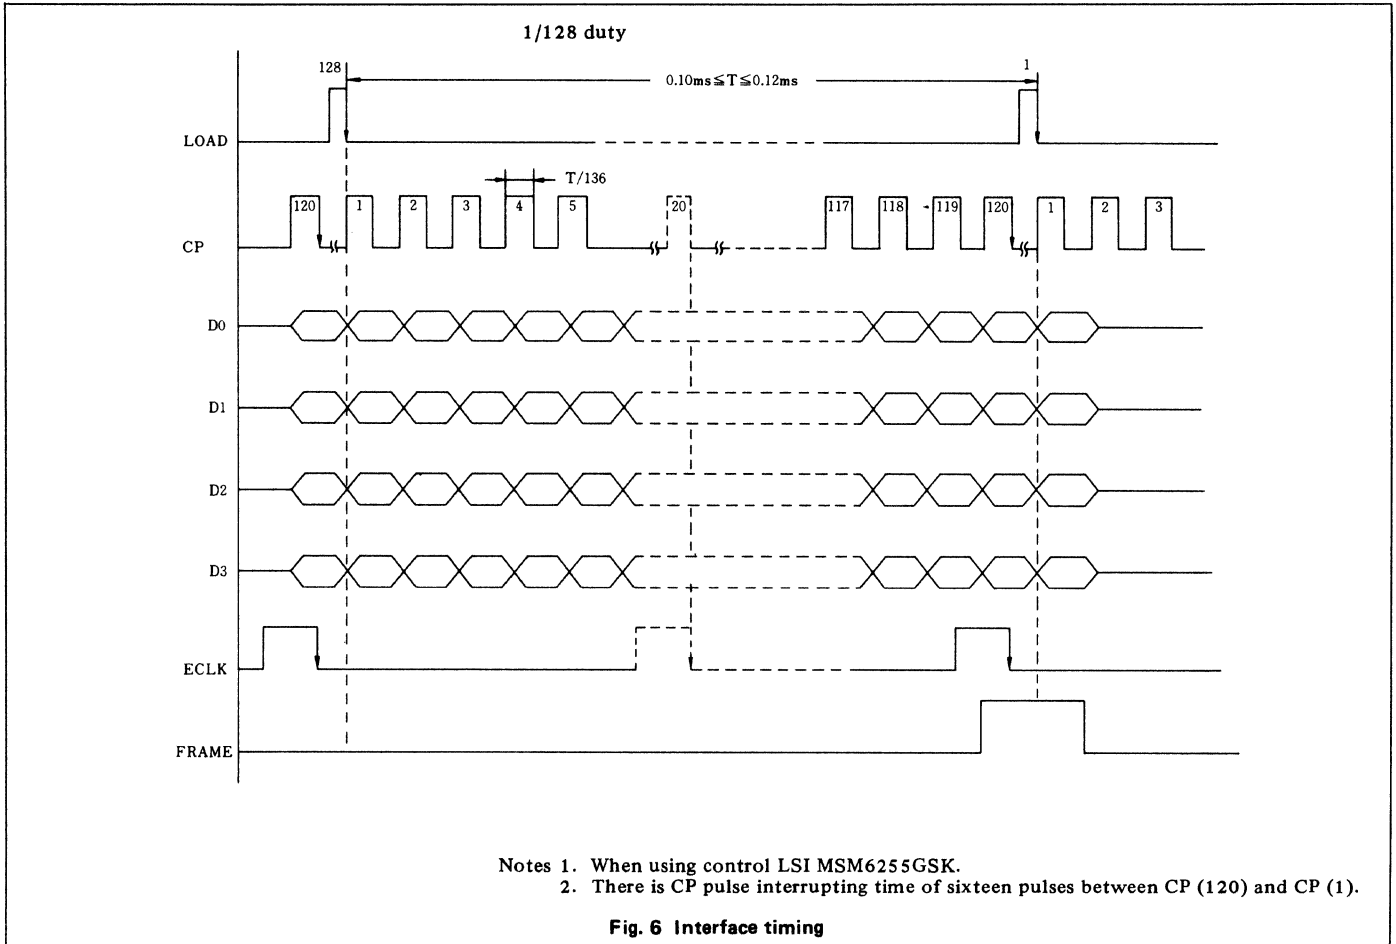 1/128 duty
128
1
0.10ms≦T≦0.12ms
LOAD
T/136
120 1 2 3 4 5 20 117 118 119 120 1 2 3
CP
D0
D1
D2
D3
ECLK
FRAME
Notes 1. When using control LSI MSM6255GSK.
2. There is CP pulse interrupting time of sixteen pulses between CP (120) and CP (1).
Fig. 6 Interface timing